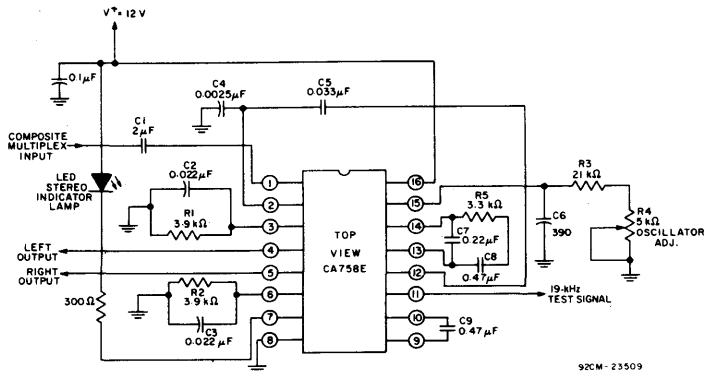 V+ = 12 V
0.1μF
C4
0.0025μF
C5
0.033μF
COMPOSITE
MULTIPLEX
INPUT
C1
2μF
LED
STEREO
INDICATOR
LAMP
C2
0.022μF
R1
3.9 kΩ
LEFT
OUTPUT
RIGHT
OUTPUT
300Ω
R2
3.9 kΩ
C3
0.022μF
1
2
3
4
5
6
7
8
TOP
VIEW
CA758E
16
15
14
13
12
11
10
9
R5
3.3 kΩ
C7
0.22μF
C8
0.47μF
C6
390
R3
21 kΩ
R4
5 kΩ
OSCILLATOR
ADJ.
19-kHz
TEST SIGNAL
C9
0.47μF
92CM-23509